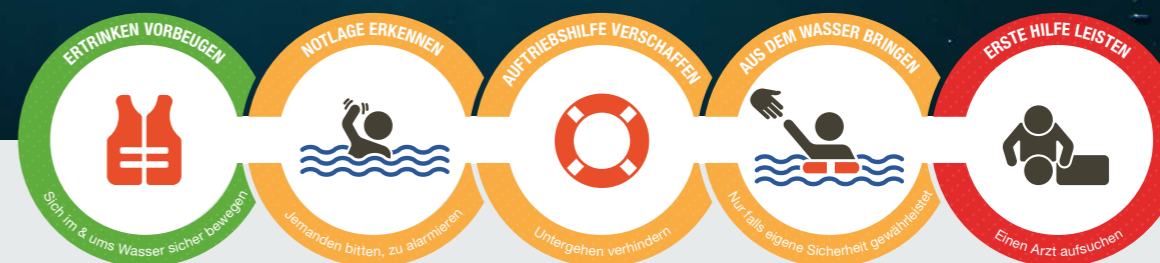 ERTRINKEN VORBEUGEN
Sich im & ums Wasser sicher bewegen
NOTLAGE ERKENNEN
Jemanden bitten, zu alarmieren
AUFTRIEBSHILFE VERSCHAFFEN
Untergehen verhindern
AUS DEM WASSER BRINGEN
Nur falls eigene Sicherheit gewährleistet
ERSTE HILFE LEISTEN
Einen Arzt aufsuchen